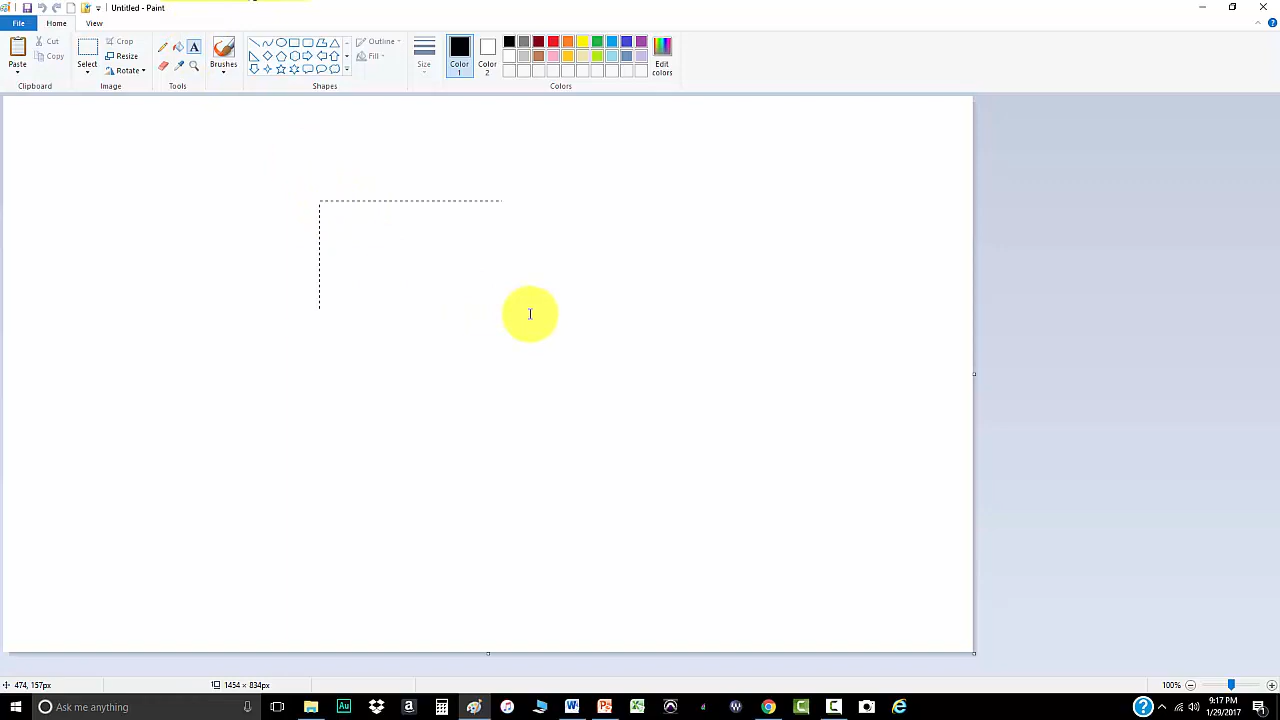 Untitled - Paint
File Home View
Paste
Cut
Copy
Clipboard
Select
Crop
Resize
Rotate
Image
A
Tools
Brushes
Outline
Fill
Shapes
Size
Color 1
Color 2
Edit colors
Colors
474, 157px
1454 × 834px
100%
Ask me anything
9:17 PM
1/29/2017